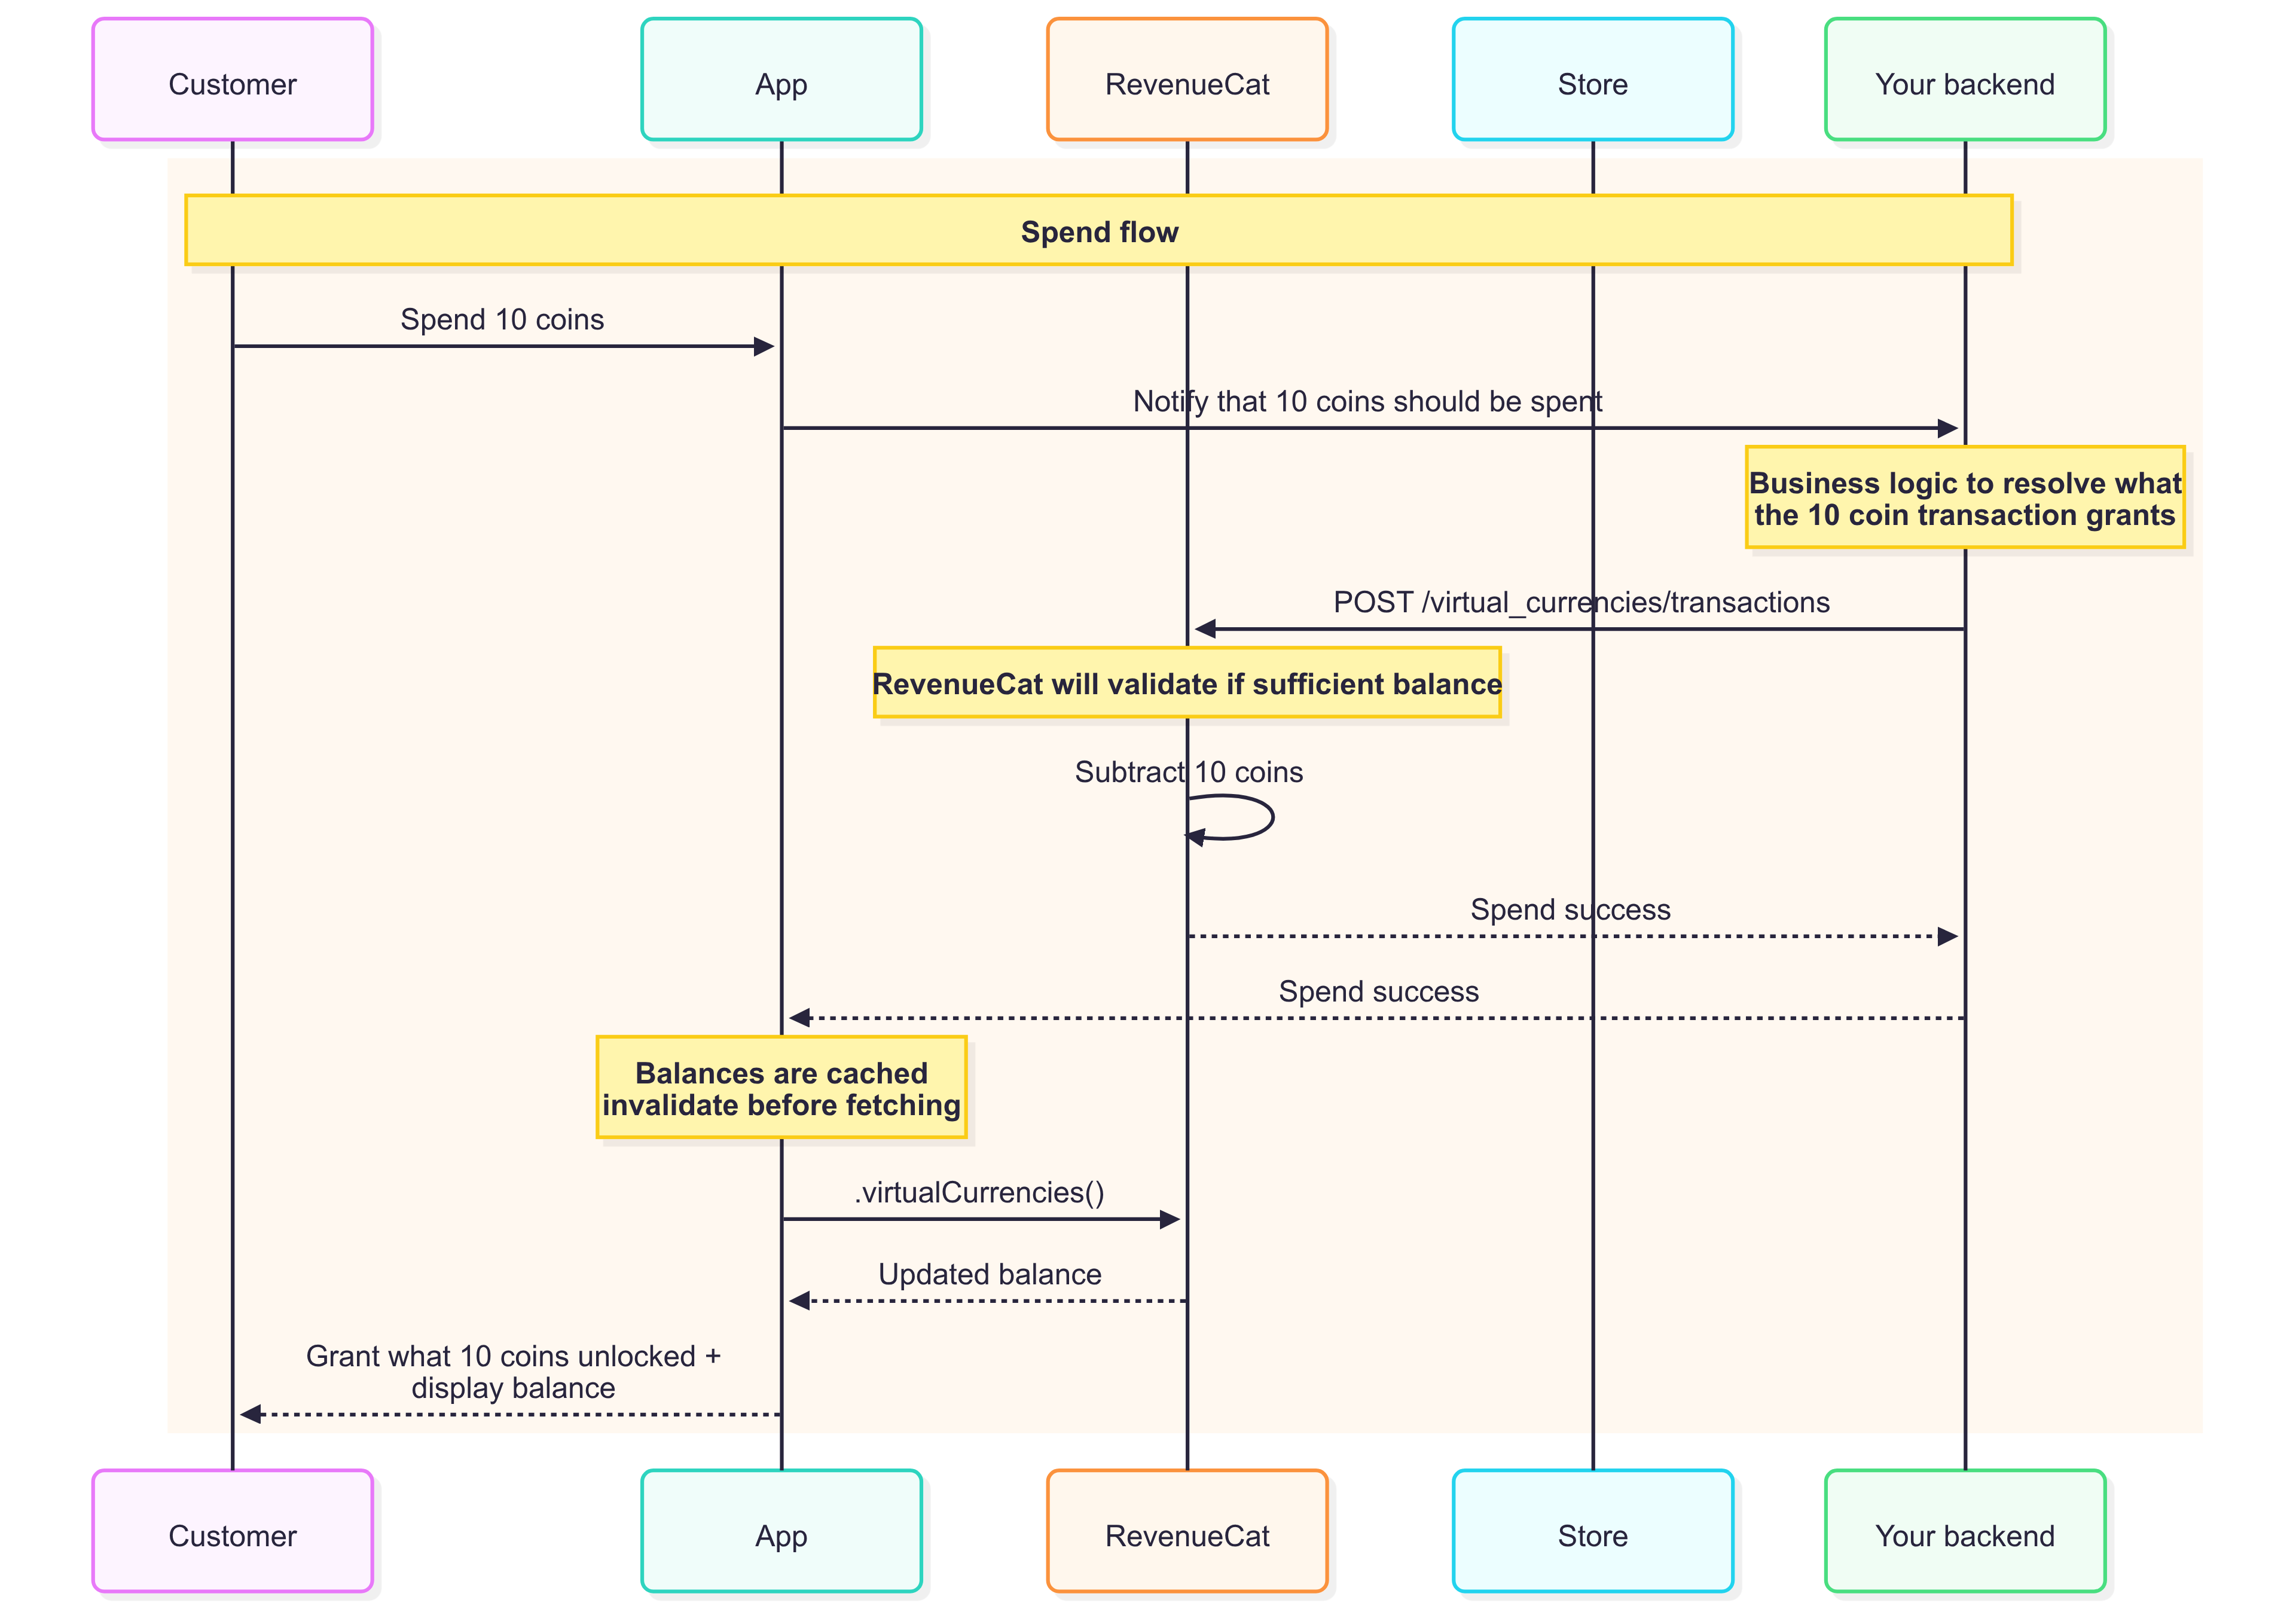 Customer
App
RevenueCat
Store
Your backend
Spend flow
Spend 10 coins
Notify that 10 coins should be spent
Business logic to resolve what
the 10 coin transaction grants
POST /virtual_currencies/transactions
RevenueCat will validate if sufficient balance
Subtract 10 coins
Spend success
Spend success
Balances are cached
invalidate before fetching
.virtualCurrencies()
Updated balance
Grant what 10 coins unlocked +
display balance
Customer
App
RevenueCat
Store
Your backend